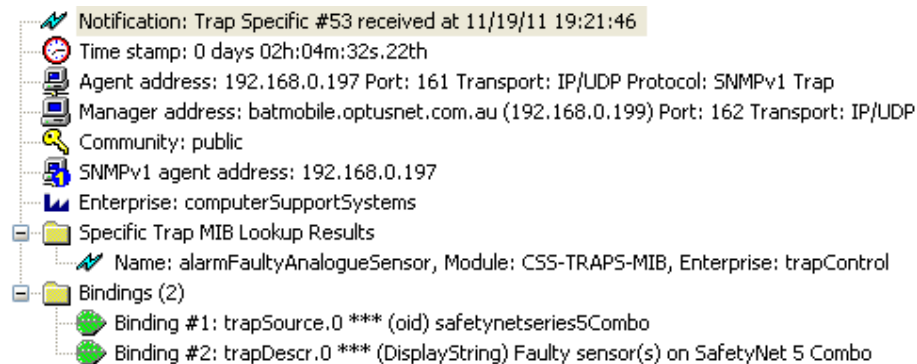 Notification: Trap Specific #53 received at 11/19/11 19:21:46
Time stamp: 0 days 02h:04m:32s.22th
Agent address: 192.168.0.197 Port: 161 Transport: IP/UDP Protocol: SNMPv1 Trap
Manager address: batmobile.optusnet.com.au (192.168.0.199) Port: 162 Transport: IP/UDP
Community: public
SNMPv1 agent address: 192.168.0.197
Enterprise: computerSupportSystems
Specific Trap MIB Lookup Results
Name: alarmFaultyAnalogueSensor, Module: CSS-TRAPS-MIB, Enterprise: trapControl
Bindings (2)
Binding #1: trapSource.0 *** (oid) safetynetseries5Combo
Binding #2: trapDescr.0 *** (DisplayString) Faulty sensor(s) on SafetyNet 5 Combo